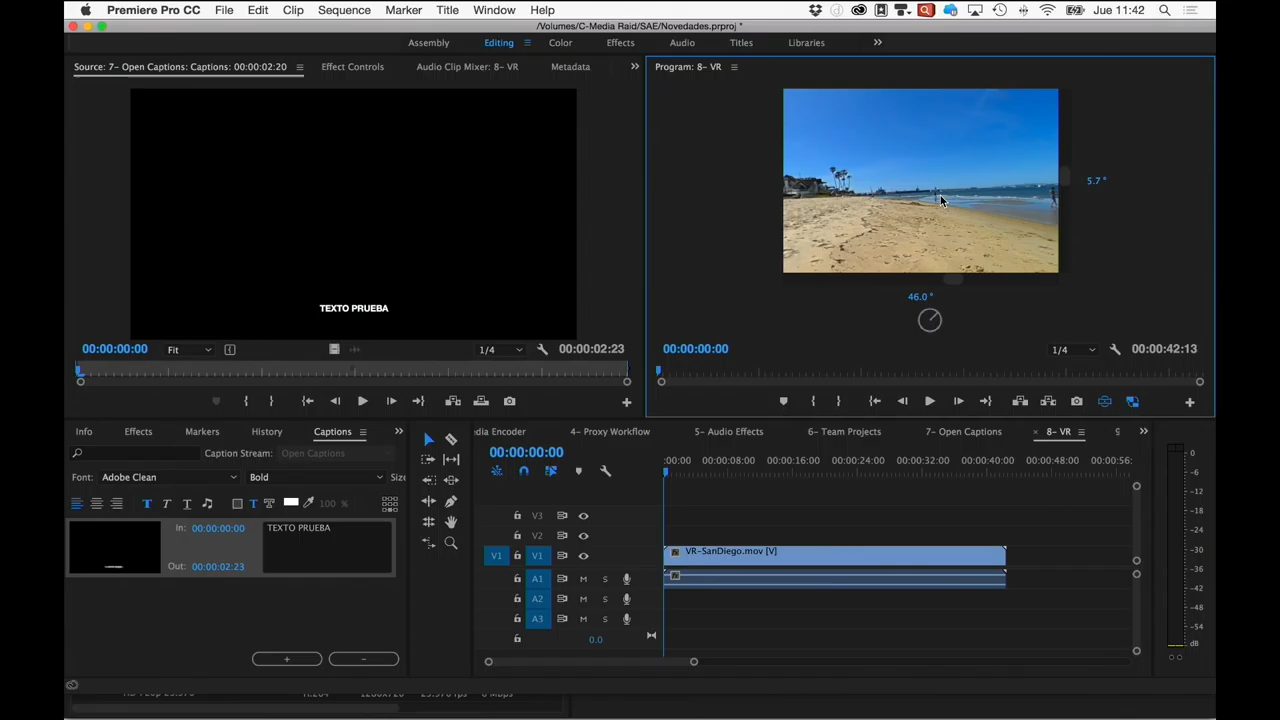 Premiere Pro CC File Edit Clip Sequence Marker Title Window Help Jue 11:42
/Volumes/C-Media Raid/SAE/Novedades.prproj *
Assembly Editing Color Effects Audio Titles Libraries
Source: 7- Open Captions: Captions: 00:00:02:20 Effect Controls Audio Clip Mixer: 8- VR Metadata
Program: 8- VR
5.7 °
TEXTO PRUEBA
46.0 °
00:00:00:00 Fit 1/4 00:00:02:23
00:00:00:00 1/4 00:00:42:13
Info Effects Markers History Captions
edia Encoder 4- Proxy Workflow 5- Audio Effects 6- Team Projects 7- Open Captions × 8- VR 9
Caption Stream: Open Captions
Font: Adobe Clean Bold Size
100 %
In: 00:00:00:00 TEXTO PRUEBA
Out: 00:00:02:23
+ −
00:00:00:00
:00:00 00:00:08:00 00:00:16:00 00:00:24:00 00:00:32:00 00:00:40:00 00:00:48:00 00:00:56:
V3
V2
V1 V1 fx VR-SanDiego.mov [V]
A1 M S
A2 M S
A3 M S
0.0
0
-6
-12
-18
-24
-30
-36
-42
-48
-54
dB
S S